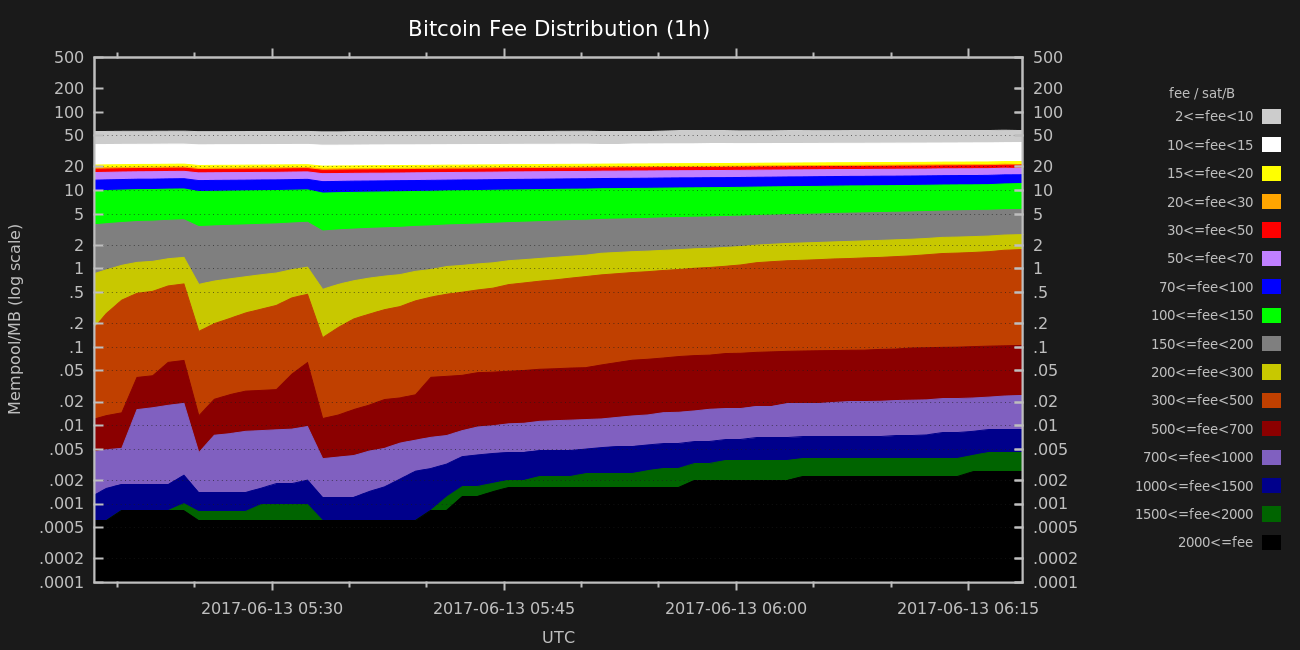 Bitcoin Fee Distribution (1h)
Mempool/MB (log scale)
500
200
100
50
20
10
5
2
1
.5
.2
.1
.05
.02
.01
.005
.002
.001
.0005
.0002
.0001
500
200
100
50
20
10
5
2
1
.5
.2
.1
.05
.02
.01
.005
.002
.001
.0005
.0002
.0001
2017-06-13 05:30
2017-06-13 05:45
2017-06-13 06:00
2017-06-13 06:15
UTC
fee / sat/B
2<=fee<10
10<=fee<15
15<=fee<20
20<=fee<30
30<=fee<50
50<=fee<70
70<=fee<100
100<=fee<150
150<=fee<200
200<=fee<300
300<=fee<500
500<=fee<700
700<=fee<1000
1000<=fee<1500
1500<=fee<2000
2000<=fee